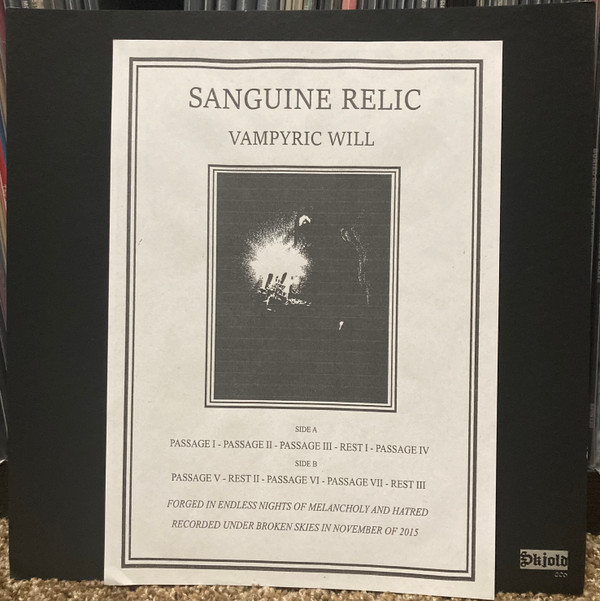 SANGUINE RELIC
VAMPYRIC WILL
SIDE A
PASSAGE I - PASSAGE II - PASSAGE III - REST I - PASSAGE IV
SIDE B
PASSAGE V - REST II - PASSAGE VI - PASSAGE VII - REST III
FORGED IN ENDLESS NIGHTS OF MELANCHOLY AND HATRED
RECORDED UNDER BROKEN SKIES IN NOVEMBER OF 2015
Skjold